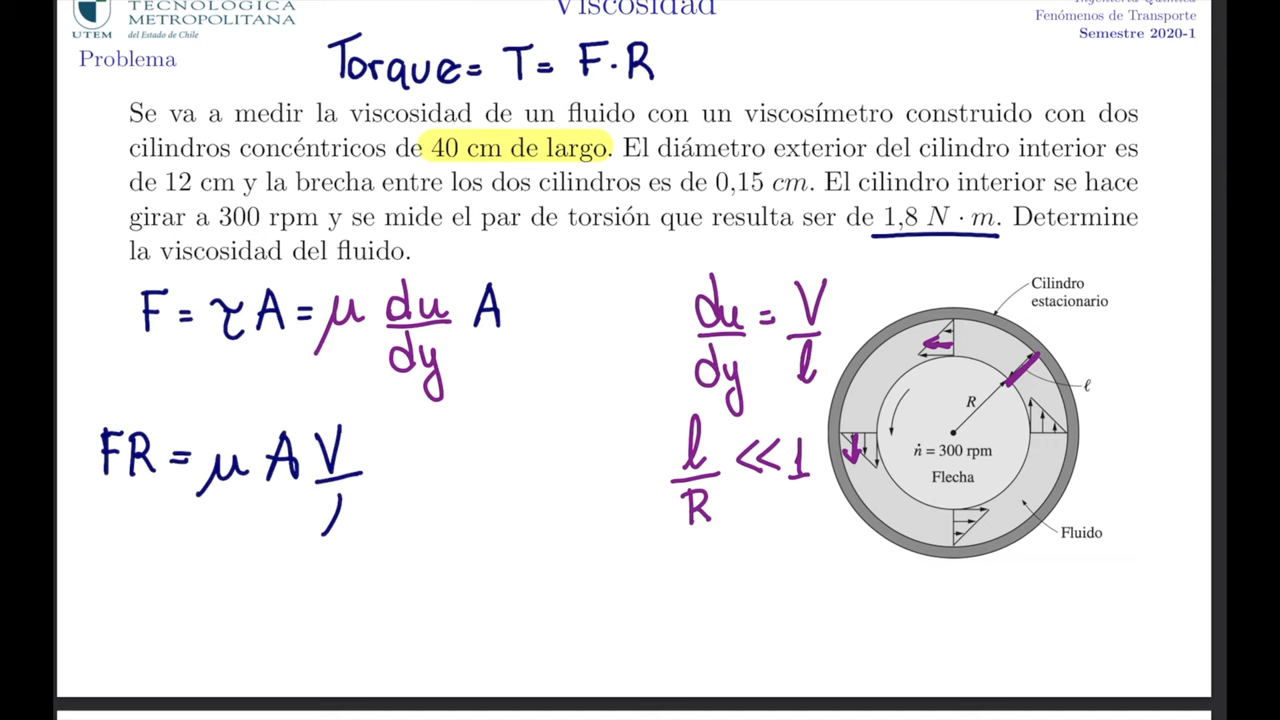 TECNOLÓGICA
METROPOLITANA
del Estado de Chile
UTEM
Viscosidad
Ingeniería Química
Fenómenos de Transporte
Semestre 2020-1
Problema
Torque = T = F · R
Se va a medir la viscosidad de un fluido con un viscosímetro construido con dos
cilindros concéntricos de 40 cm de largo. El diámetro exterior del cilindro interior es
de 12 cm y la brecha entre los dos cilindros es de 0,15 cm. El cilindro interior se hace
girar a 300 rpm y se mide el par de torsión que resulta ser de 1,8 N · m. Determine
la viscosidad del fluido.
F = τ A = μ du/dy A
du/dy = V/l
FR = μ A V/
l/R << 1
Cilindro
estacionario
ℓ
R
ṅ = 300 rpm
Flecha
Fluido